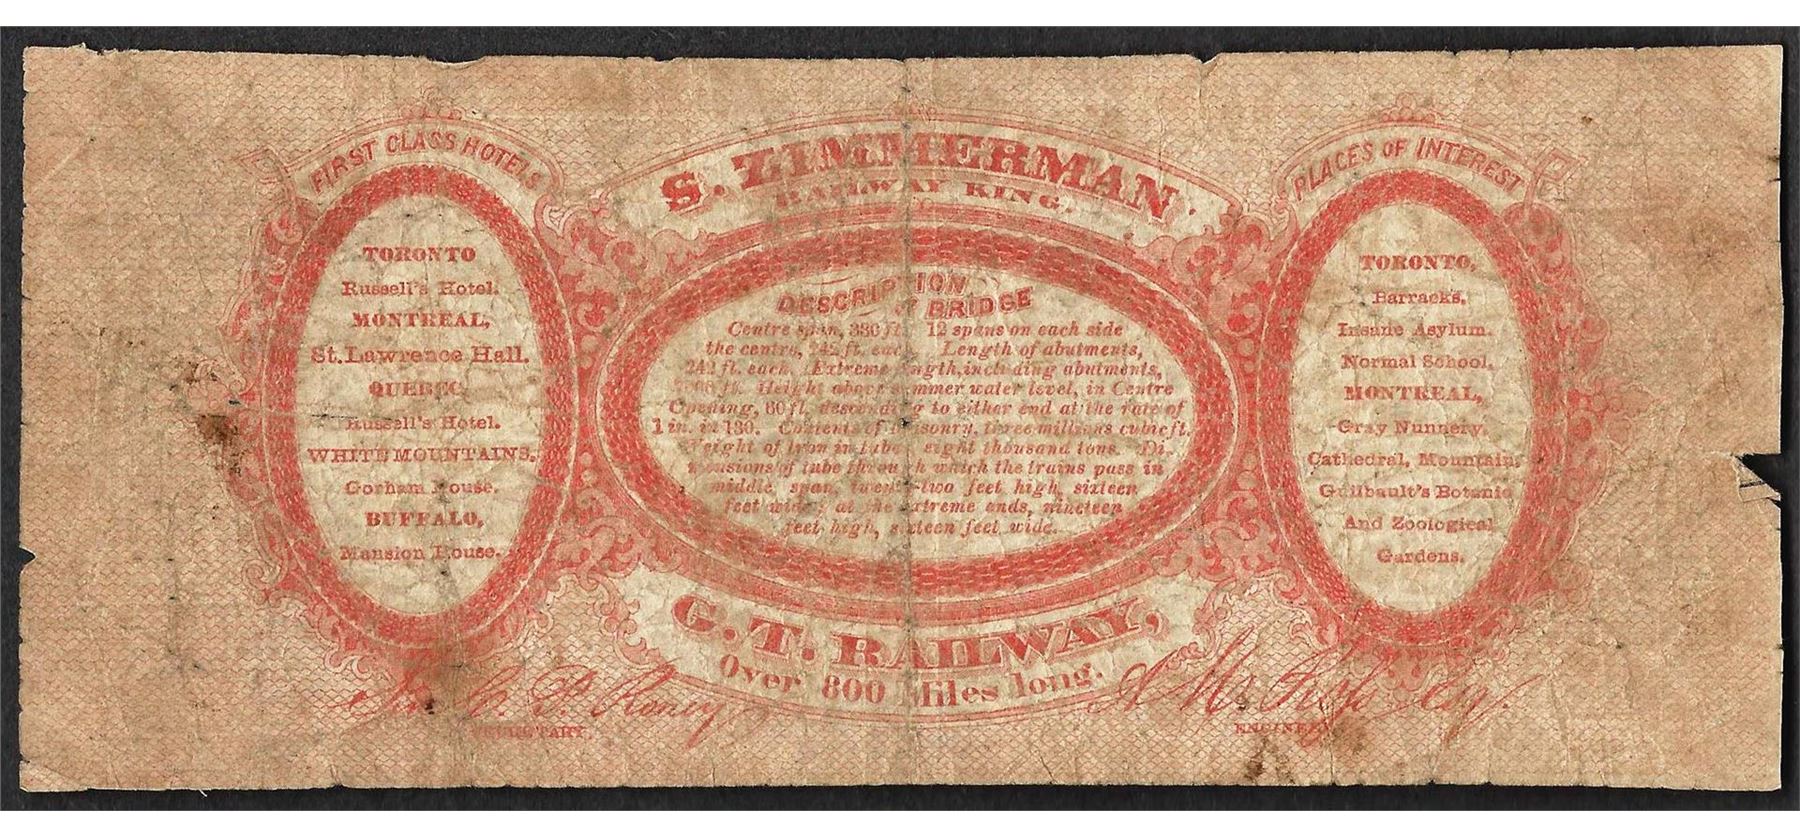 FIRST CLASS HOTELS
TORONTO
Russell's Hotel.
MONTREAL,
St. Lawrence Hall.
QUEBEC
Russell's Hotel.
WHITE MOUNTAINS.
Gorham House.
BUFFALO,
Mansion House.
S. ZIMMERMAN.
RAILWAY KING.
DESCRIPTION
BRIDGE
Centre span, 330 ft. 12 spans on each side
the centre, 242 ft. each. Length of abutments,
242 ft. each. Extreme length, including abutments,
ft. Height above summer water level, in Centre
Opening, 60 ft. descending to either end at the rate of
1 in. in 130. Contents of masonry, three millions cubic ft.
Weight of iron in tube eight thousand tons. Di-
mensions of tube through which the trains pass in
middle span, twenty-two feet high, sixteen
feet wide; at the extreme ends, nineteen
feet high, sixteen feet wide.
G. T. RAILWAY,
Over 800 Miles long.
C. P. Roney
SECRETARY.
PLACES OF INTEREST
TORONTO,
Barracks,
Insane Asylum.
Normal School,
MONTREAL,
Gray Nunnery.
Cathedral, Mountain,
Guilbault's Botanic
And Zoological
Gardens.
A. M. Esq.
ENGINEER